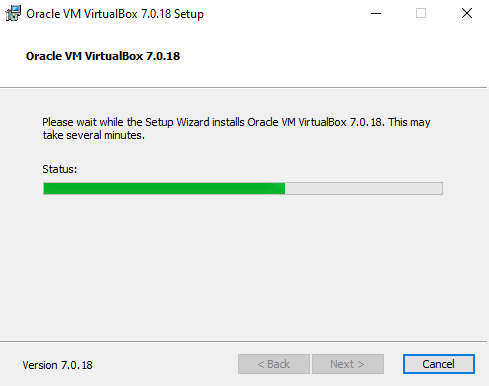 Oracle VM VirtualBox 7.0.18 Setup
Oracle VM VirtualBox 7.0.18
Please wait while the Setup Wizard installs Oracle VM VirtualBox 7.0.18. This may
take several minutes.
Status:
Version 7.0.18
< Back
Next >
Cancel